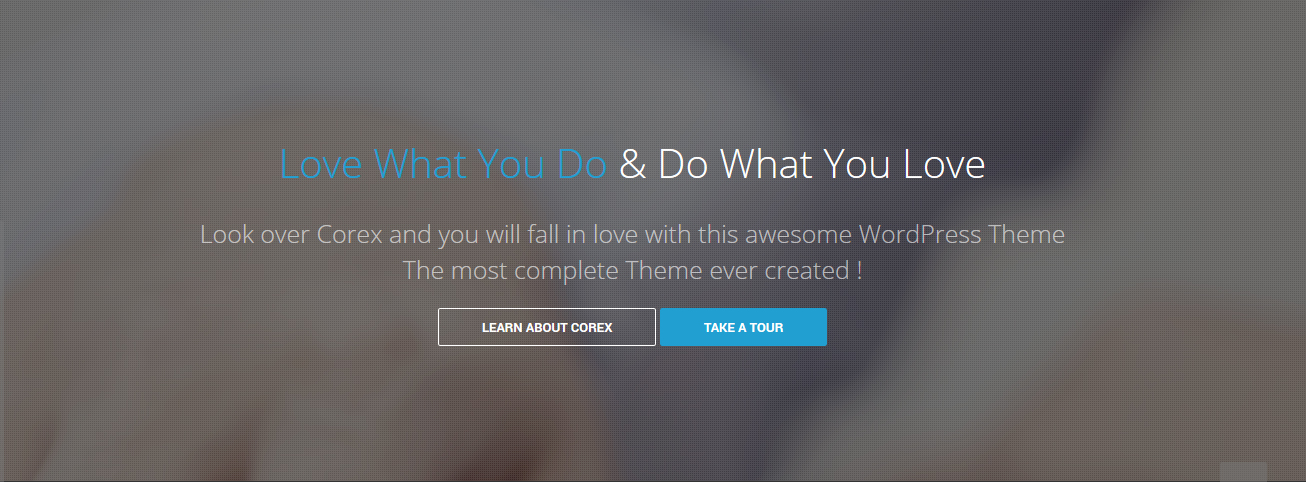 Love What You Do & Do What You Love
Look over Corex and you will fall in love with this awesome WordPress Theme
The most complete Theme ever created !
LEARN ABOUT COREX
TAKE A TOUR